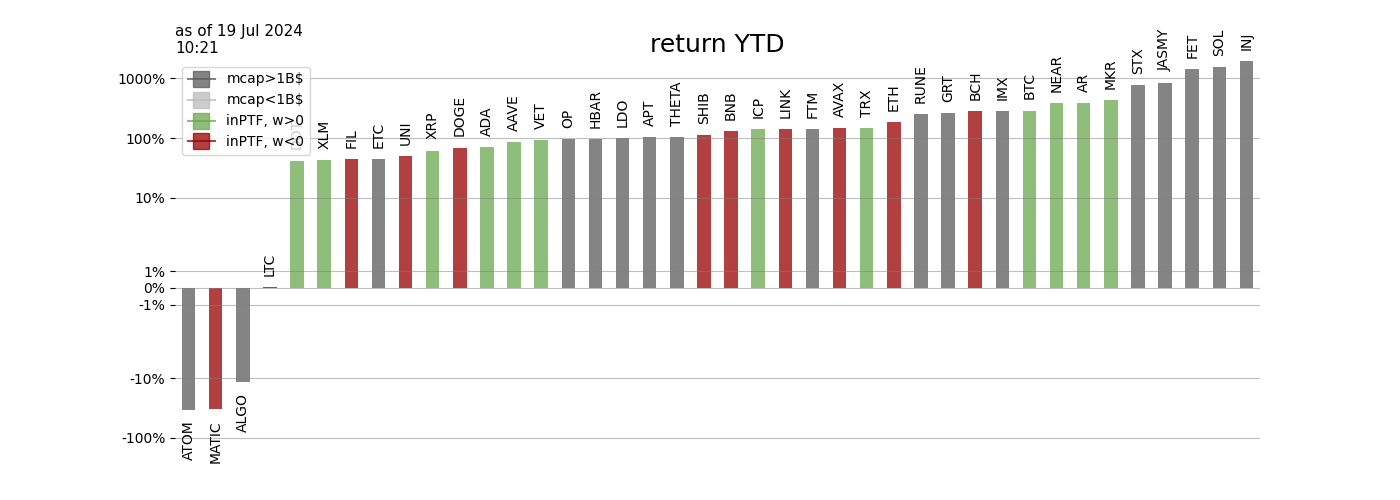 as of 19 Jul 2024
10:21
return YTD
mcap>1B$
mcap<1B$
inPTF, w>0
inPTF, w<0
1000%
100%
10%
1%
0%
-1%
-10%
-100%
ATOM
MATIC
ALGO
LTC
XLM
FIL
ETC
UNI
XRP
DOGE
ADA
AAVE
VET
OP
HBAR
LDO
APT
THETA
SHIB
BNB
ICP
LINK
FTM
AVAX
TRX
ETH
RUNE
GRT
BCH
IMX
BTC
NEAR
AR
MKR
STX
JASMY
FET
SOL
INJ